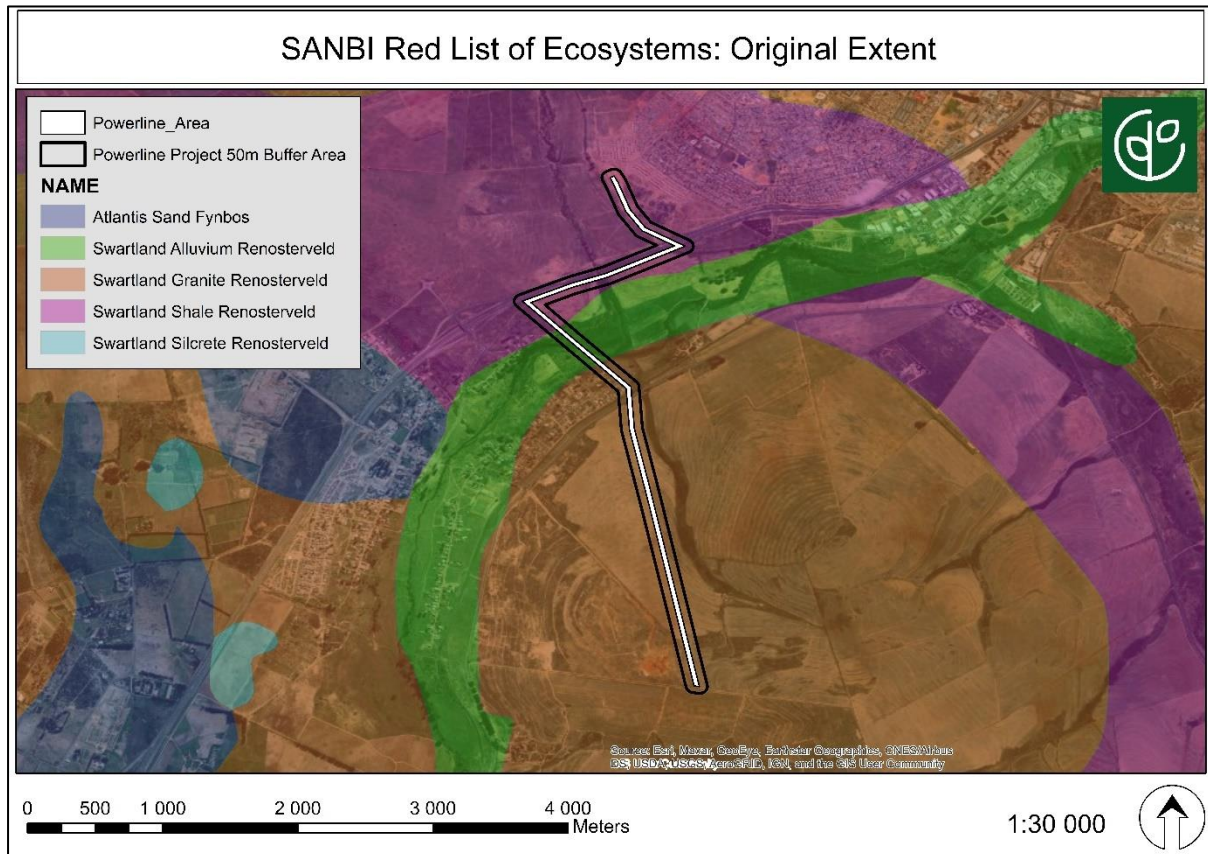 SANBI Red List of Ecosystems: Original Extent
Powerline_Area
Powerline Project 50m Buffer Area
NAME
Atlantis Sand Fynbos
Swartland Alluvium Renosterveld
Swartland Granite Renosterveld
Swartland Shale Renosterveld
Swartland Silcrete Renosterveld
Source: Esri, Maxar, GeoEye, Earthstar Geographics, CNES/Airbus
DS, USDA, USGS, AeroGRID, IGN, and the GIS User Community
0 500 1 000 2 000 3 000 4 000
Meters
1:30 000